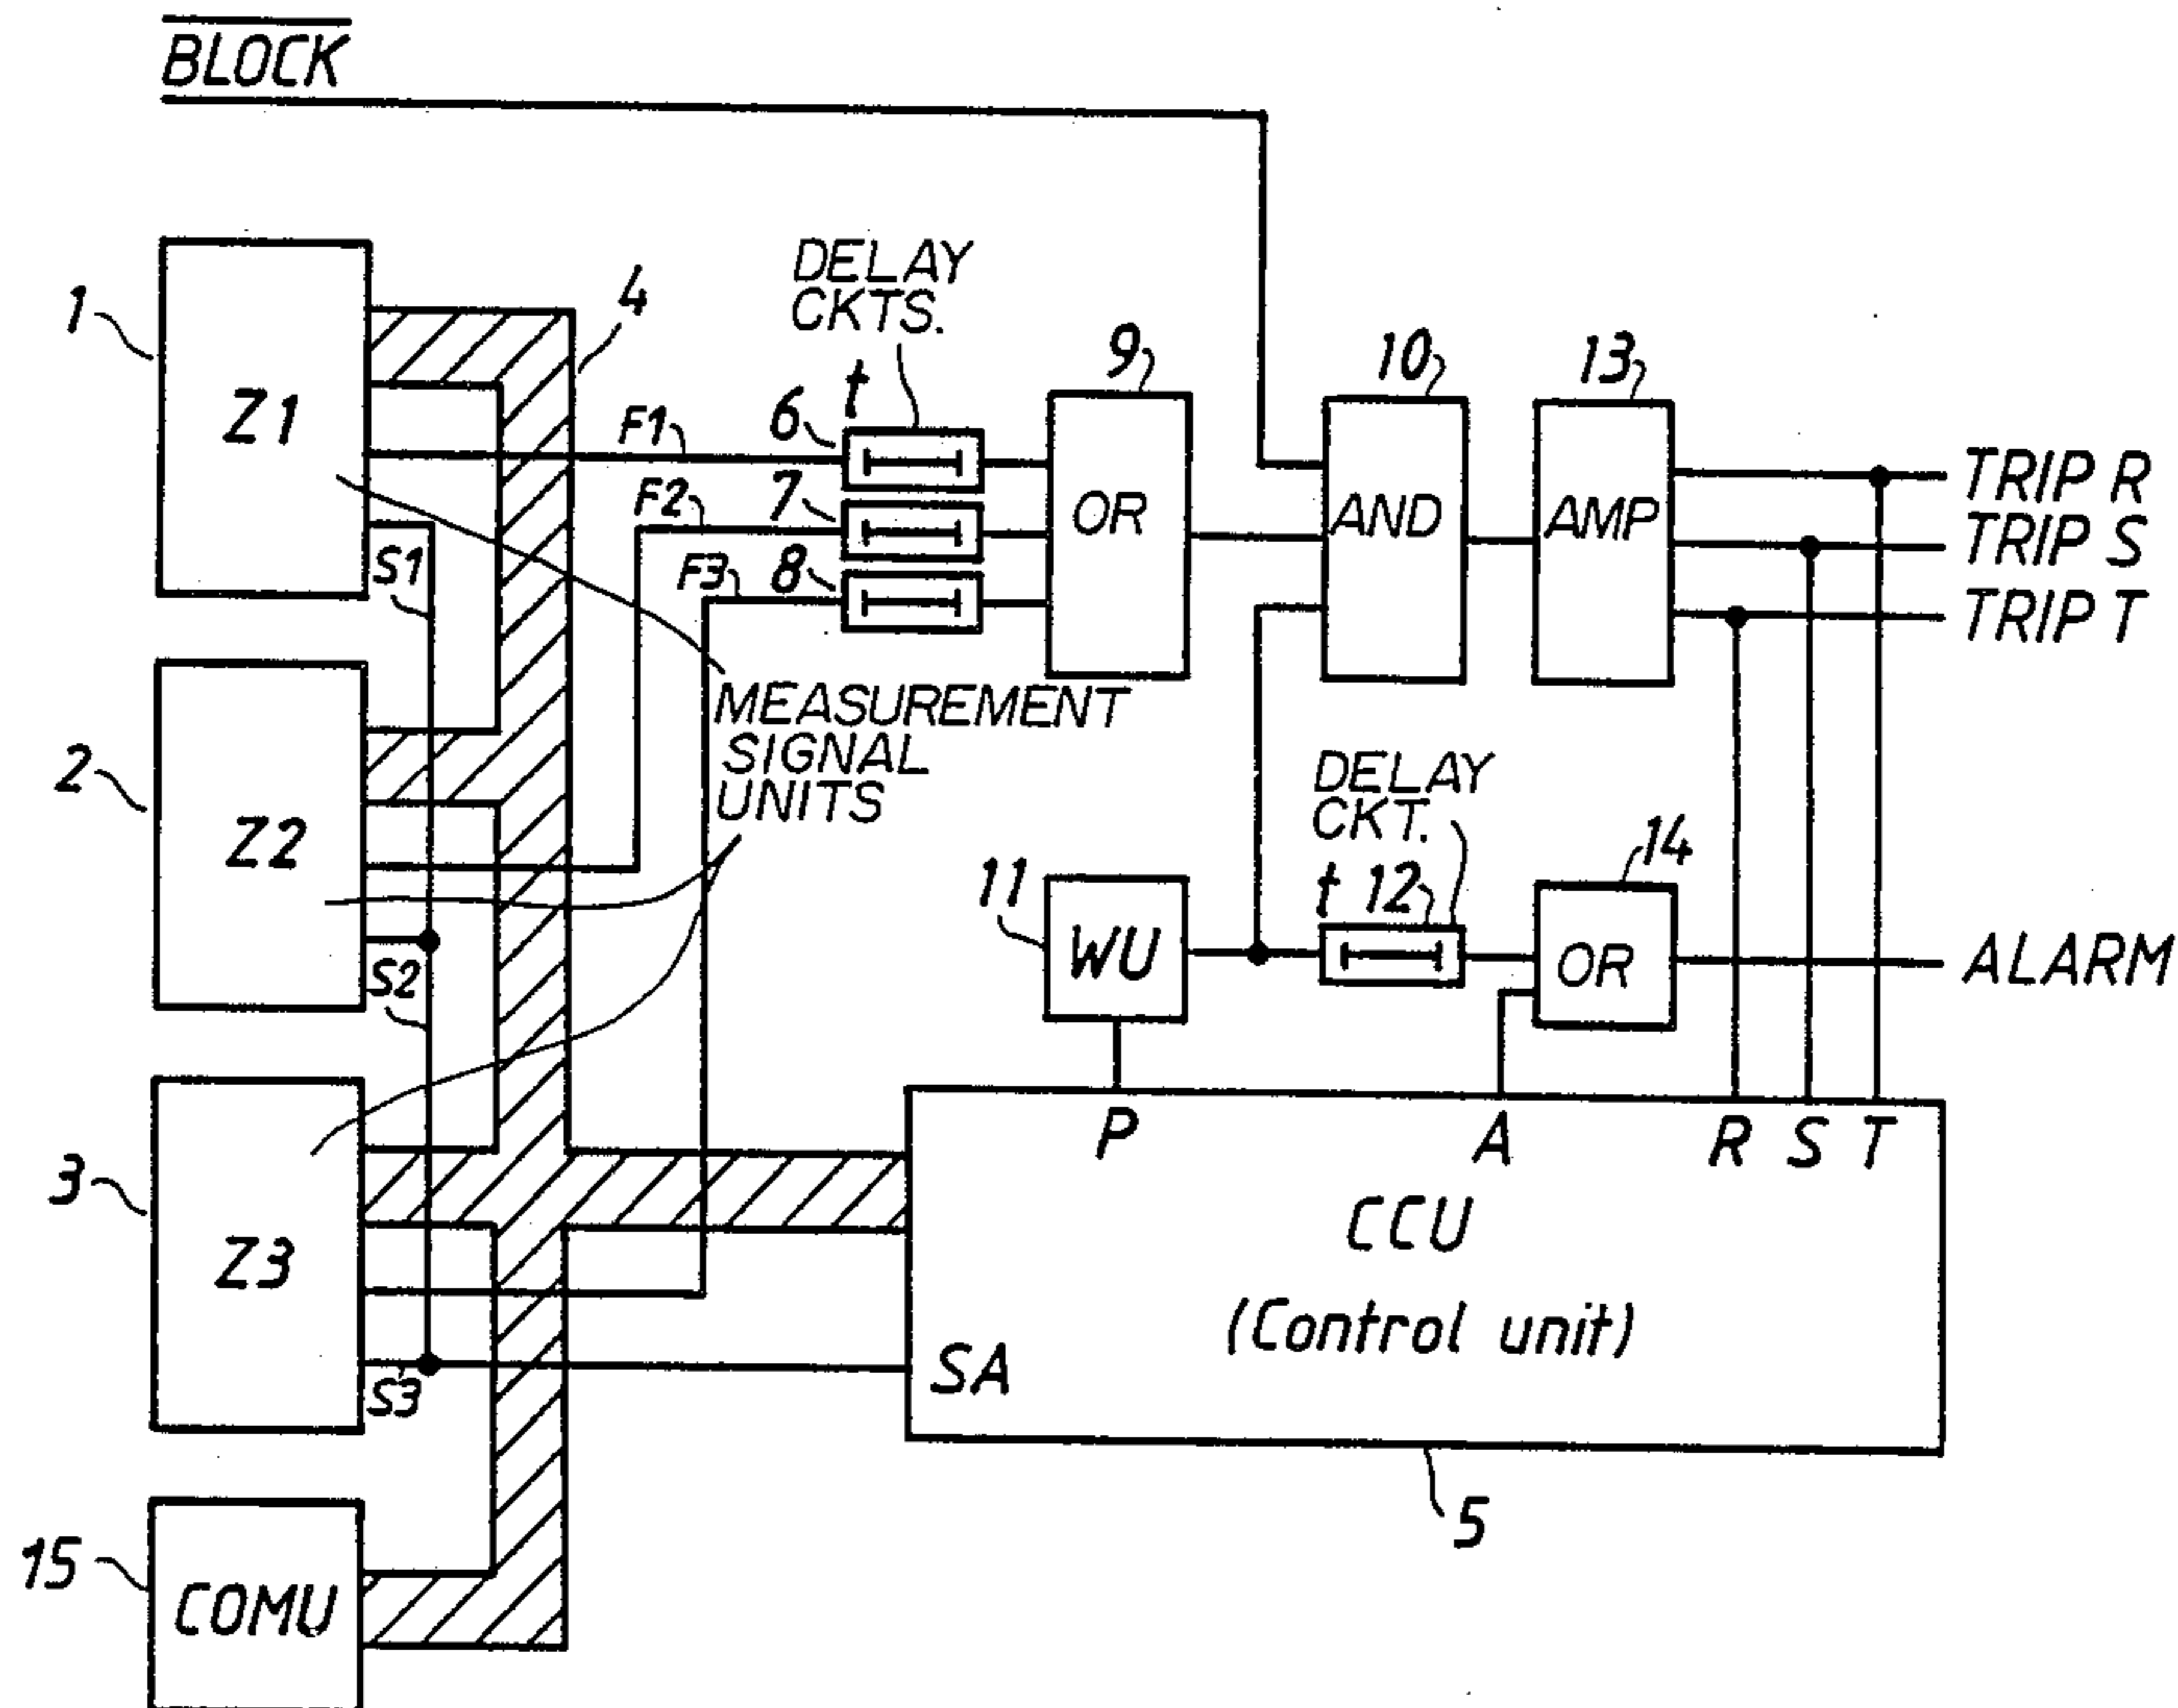 BLOCK
DELAY
CKTS.
1
4
t
9
10
13
Z1
F1
6
F2
7
F3
8
OR
AND
AMP
TRIP R
TRIP S
TRIP T
S1
MEASUREMENT
SIGNAL
UNITS
2
Z2
DELAY
CKT.
t 12
14
11
WU
OR
ALARM
S2
P
A
R
S
T
3
Z3
CCU
(Control unit)
SA
S3
5
15
COMU